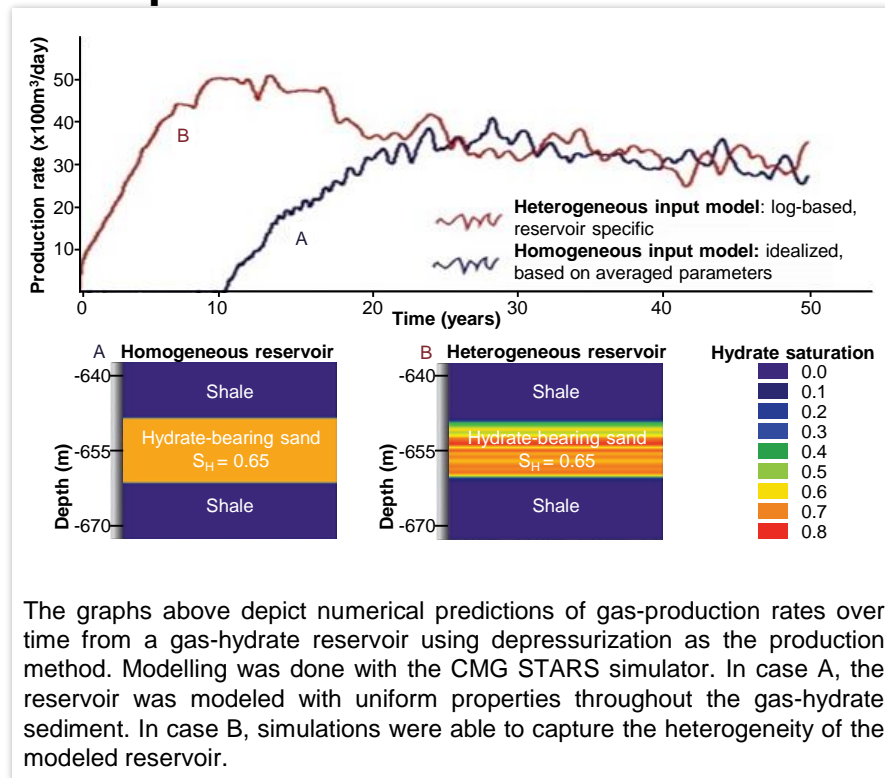 Production rate (x100m³/day)
50
40
30
20
10
B
A
Heterogeneous input model: log-based,
reservoir specific
Homogeneous input model: idealized,
based on averaged parameters
0
10
20
30
40
50
Time (years)
A Homogeneous reservoir
-640
Shale
Hydrate-bearing sand
-655
S_H = 0.65
Shale
-670
Depth (m)
B Heterogeneous reservoir
-640
Shale
Hydrate-bearing sand
-655
S_H = 0.65
Shale
-670
Depth (m)
Hydrate saturation
0.0
0.1
0.2
0.3
0.4
0.5
0.6
0.7
0.8
The graphs above depict numerical predictions of gas-production rates over
time from a gas-hydrate reservoir using depressurization as the production
method. Modelling was done with the CMG STARS simulator. In case A, the
reservoir was modeled with uniform properties throughout the gas-hydrate
sediment. In case B, simulations were able to capture the heterogeneity of the
modeled reservoir.